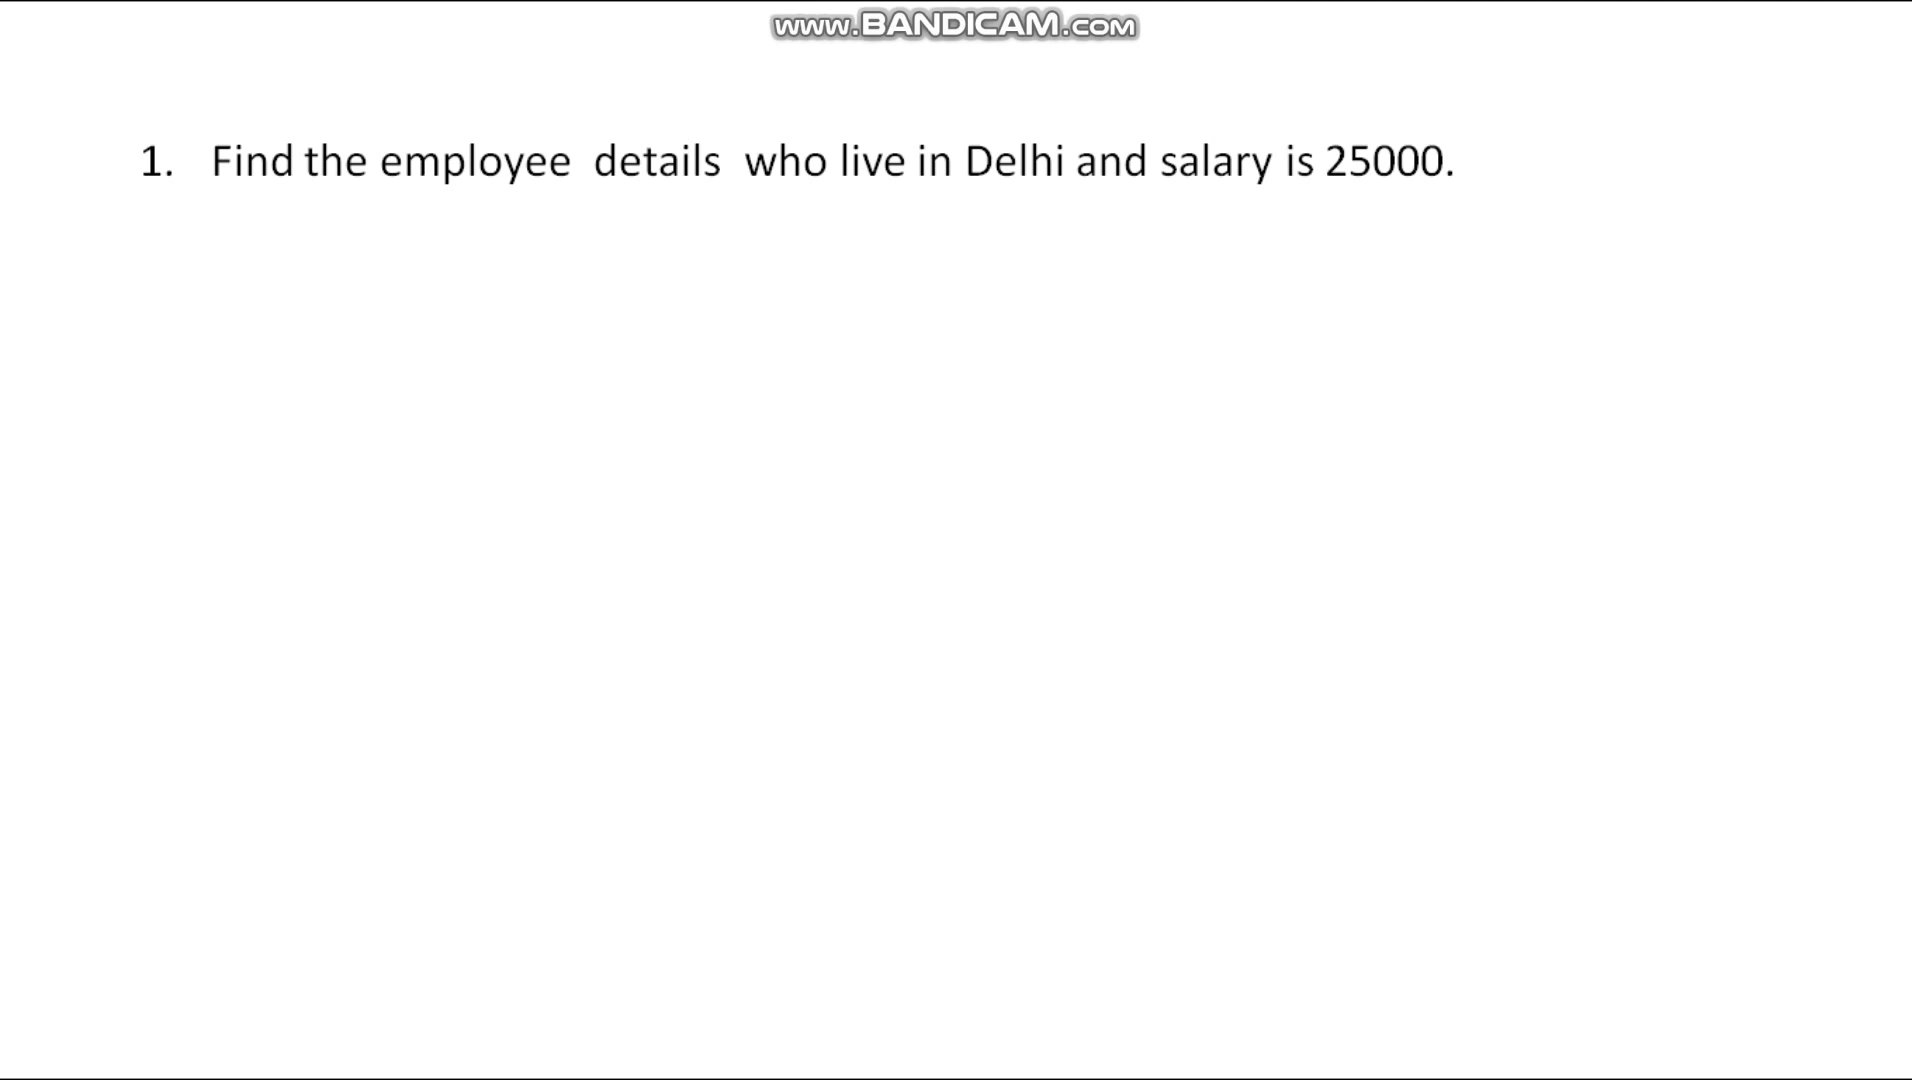 www.BANDICAM.com
1. Find the employee details who live in Delhi and salary is 25000.